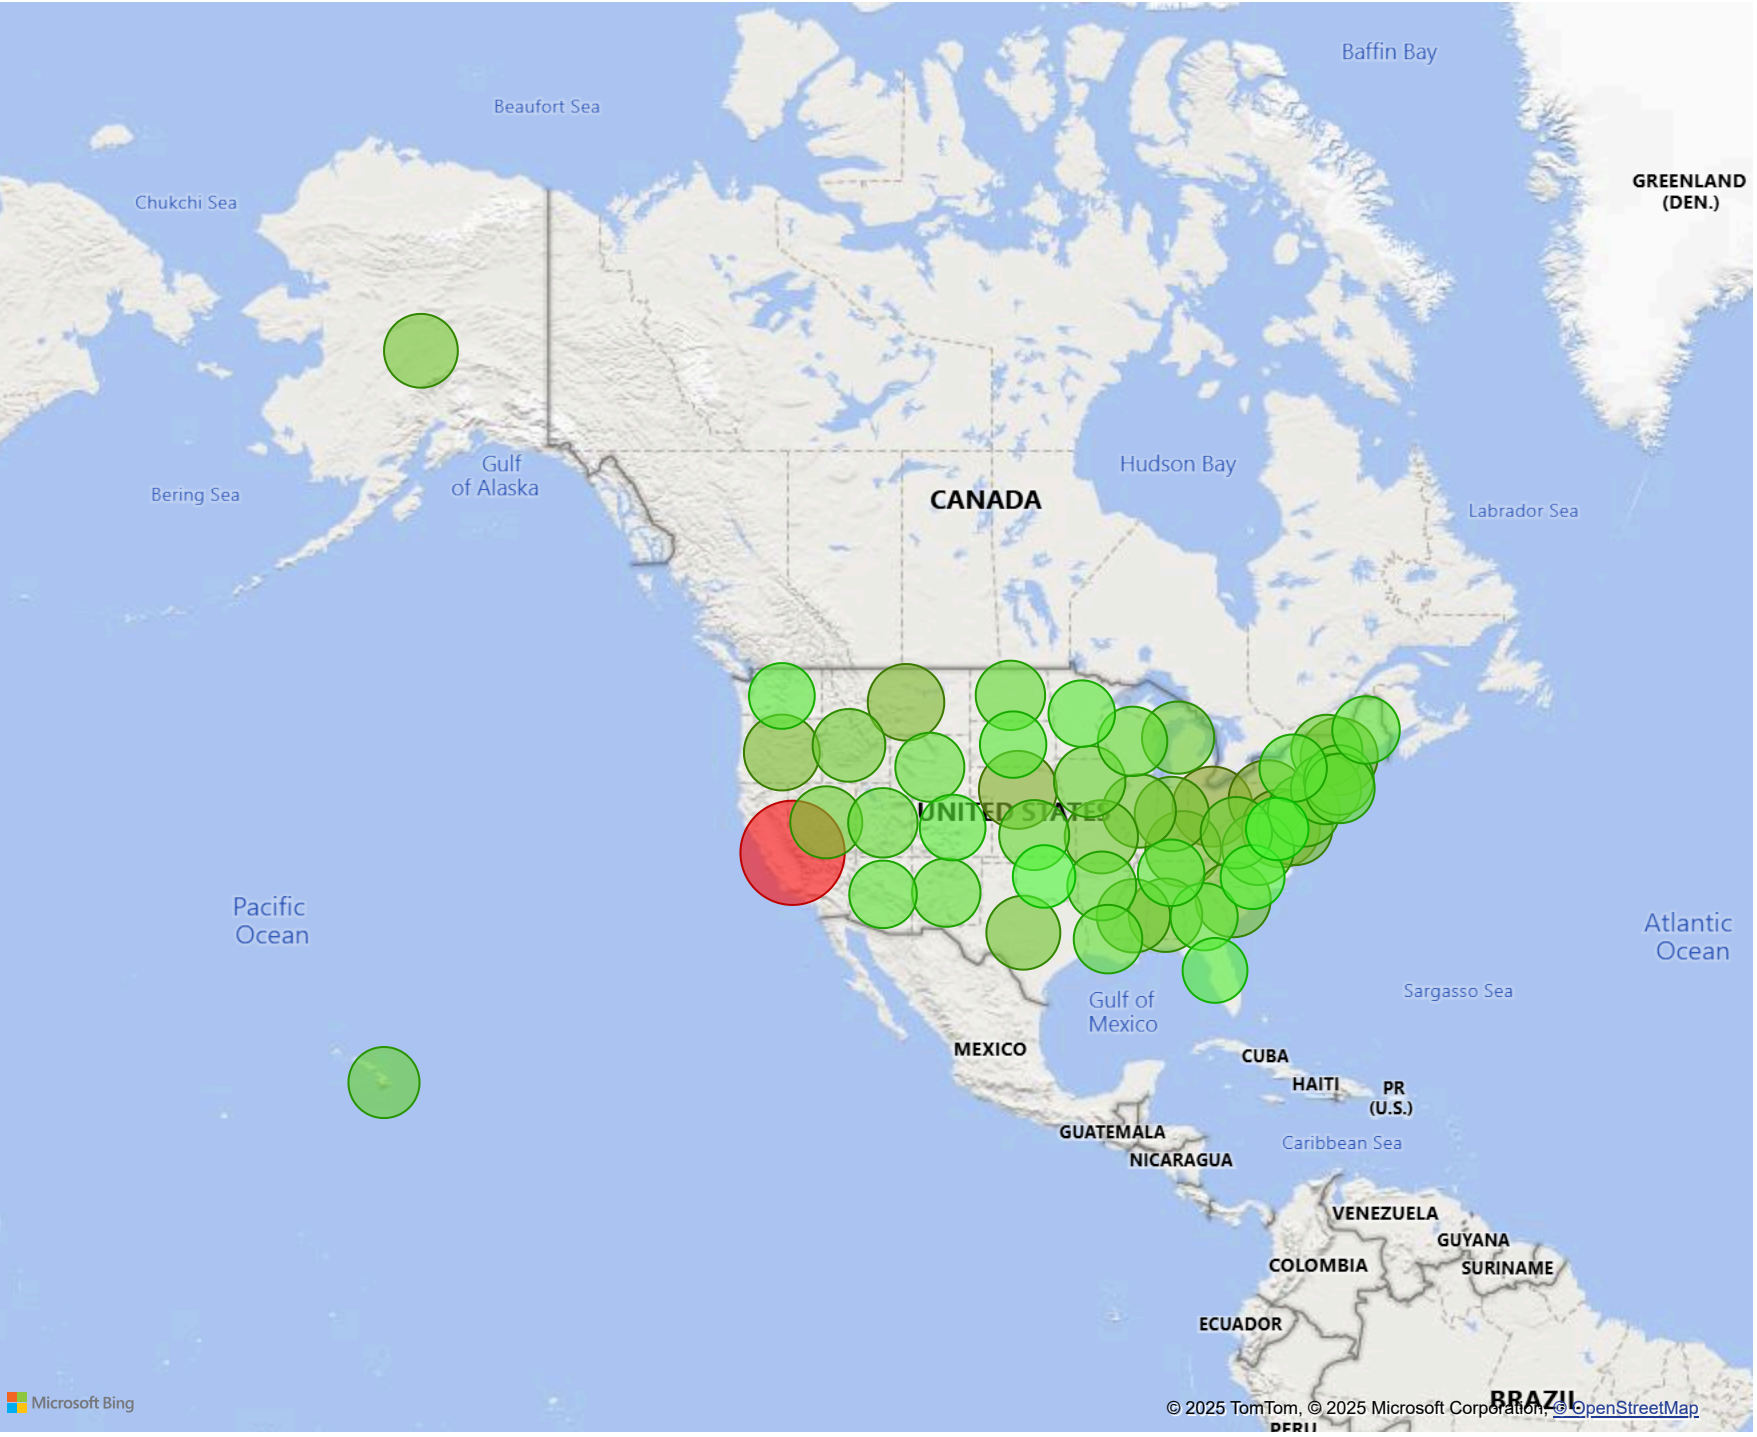 Baffin Bay
Beaufort Sea
GREENLAND
(DEN.)
Chukchi Sea
Gulf
of Alaska
Hudson Bay
Bering Sea
CANADA
Labrador Sea
UNITED STATES
Pacific
Ocean
Atlantic
Ocean
Gulf of
Mexico
Sargasso Sea
MEXICO
CUBA
HAITI
PR
(U.S.)
GUATEMALA
Caribbean Sea
NICARAGUA
VENEZUELA
GUYANA
COLOMBIA
SURINAME
ECUADOR
BRAZIL
Microsoft Bing
© 2025 TomTom, © 2025 Microsoft Corporation, © OpenStreetMap
PERU